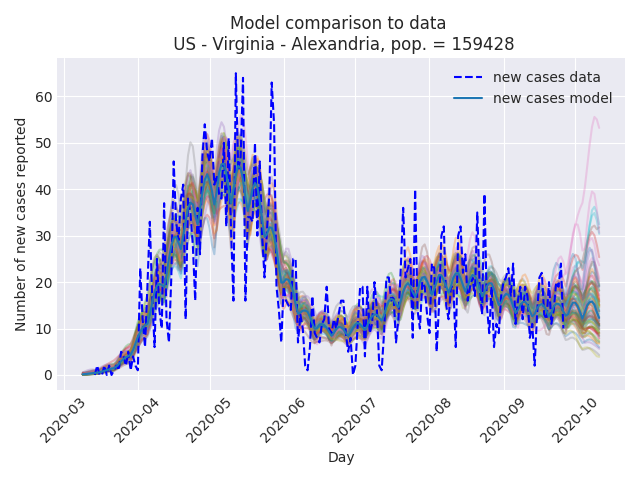 Model comparison to data
US - Virginia - Alexandria, pop. = 159428
new cases data
new cases model
Number of new cases reported
60
50
40
30
20
10
0
2020-03
2020-04
2020-05
2020-06
2020-07
2020-08
2020-09
2020-10
Day